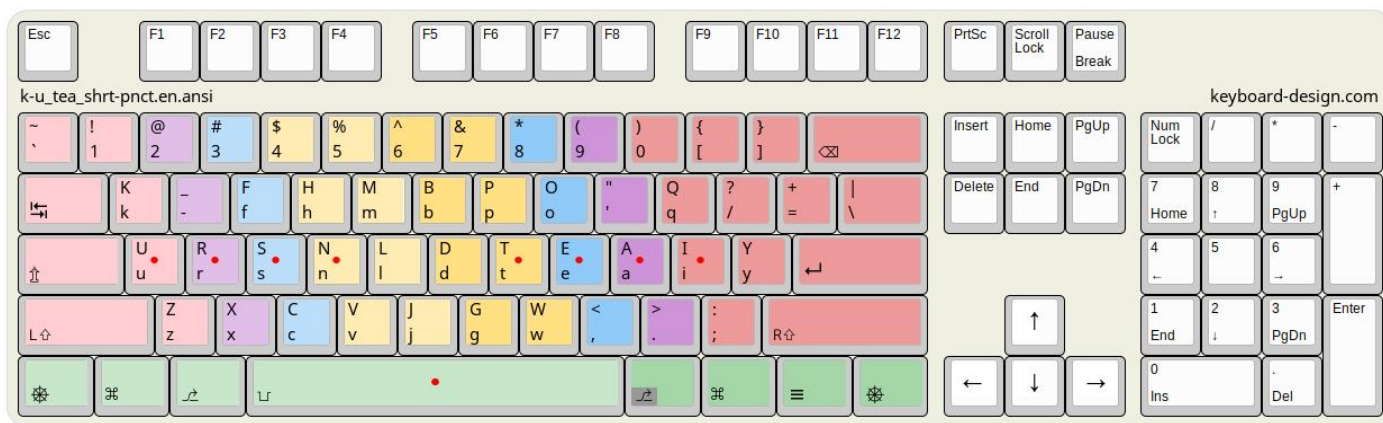 Esc F1 F2 F3 F4 F5 F6 F7 F8 F9 F10 F11 F12 PrtSc Scroll Lock Pause Break
k-u_tea_shrt-pnct.en.ansi keyboard-design.com
~ ! @ # $ % ^ & * ( ) { } Insert Home PgUp Num Lock / * -
` 1 2 3 4 5 6 7 8 9 0 [ ] ⌫
K _ F H M B P O " Q ? + | Delete End PgDn 7 8 9 +
↹ k - f h m b p o ' q / = \ Home ↑ PgUp
U R S N L D T E A I Y 4 5 6
⇫ u r s n l d t e a i y ↵ ← →
Z X C V J G W < > : ↑ 1 2 3 Enter
L⇧ z x c v j g w , . ; R⇧ End ↓ PgDn
⎈ ⌘ ⎇ ⊔ ⎇ ⌘ ≡ ⎈ ← ↓ → 0 .
Ins Del